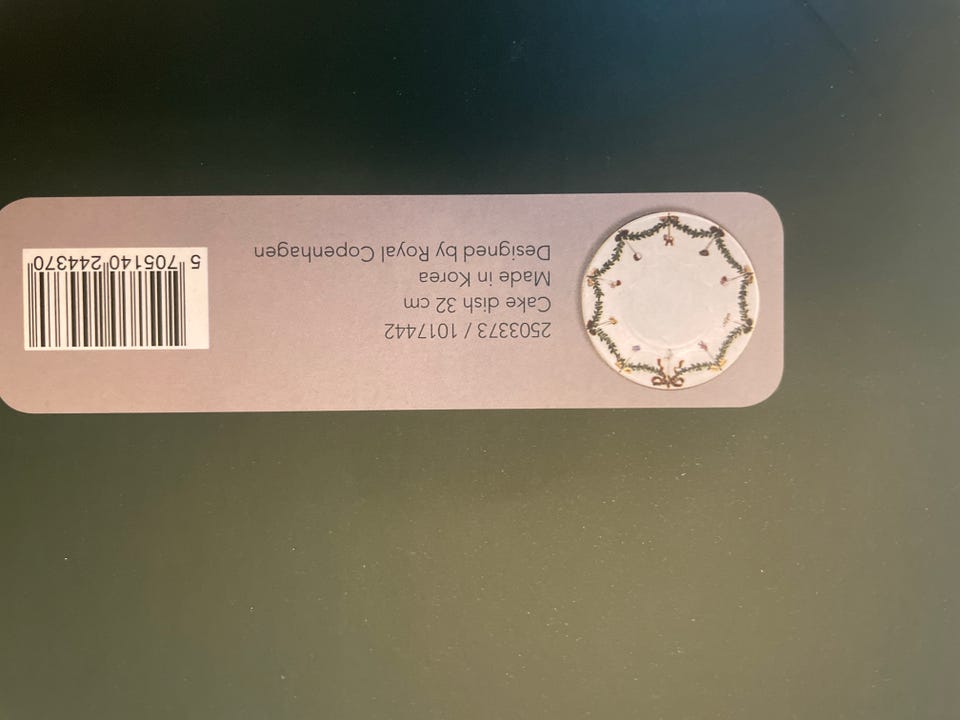 2503373 / 1017442
Cake dish 32 cm
Made in Korea
Designed by Royal Copenhagen
5 705140 244370